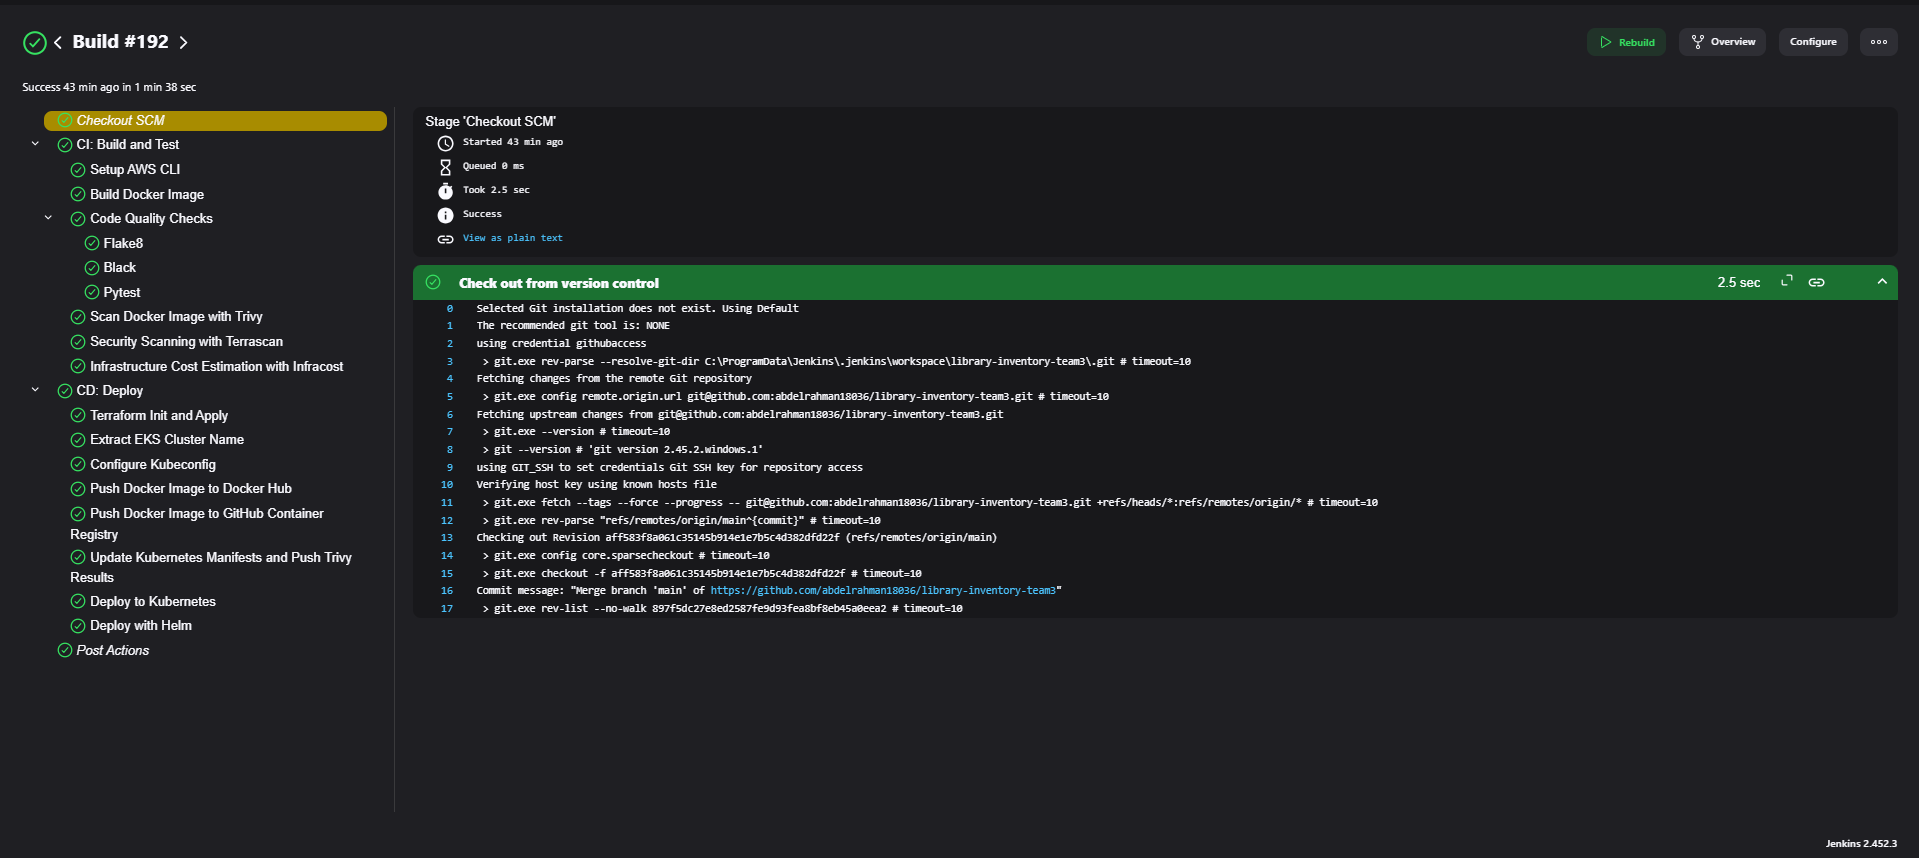 Build #192
Rebuild
Overview
Configure
Success 43 min ago in 1 min 38 sec
Checkout SCM
CI: Build and Test
Setup AWS CLI
Build Docker Image
Code Quality Checks
Flake8
Black
Pytest
Scan Docker Image with Trivy
Security Scanning with Terrascan
Infrastructure Cost Estimation with Infracost
CD: Deploy
Terraform Init and Apply
Extract EKS Cluster Name
Configure Kubeconfig
Push Docker Image to Docker Hub
Push Docker Image to GitHub Container
Registry
Update Kubernetes Manifests and Push Trivy
Results
Deploy to Kubernetes
Deploy with Helm
Post Actions
Stage 'Checkout SCM'
Started 43 min ago
Queued 0 ms
Took 2.5 sec
Success
View as plain text
Check out from version control
2.5 sec
0 Selected Git installation does not exist. Using Default
1 The recommended git tool is: NONE
2 using credential githubaccess
3 > git.exe rev-parse --resolve-git-dir C:\ProgramData\Jenkins\.jenkins\workspace\library-inventory-team3\.git # timeout=10
4 Fetching changes from the remote Git repository
5 > git.exe config remote.origin.url git@github.com:abdelrahman18036/library-inventory-team3.git # timeout=10
6 Fetching upstream changes from git@github.com:abdelrahman18036/library-inventory-team3.git
7 > git.exe --version # timeout=10
8 > git --version # 'git version 2.45.2.windows.1'
9 using GIT_SSH to set credentials Git SSH key for repository access
10 Verifying host key using known hosts file
11 > git.exe fetch --tags --force --progress -- git@github.com:abdelrahman18036/library-inventory-team3.git +refs/heads/*:refs/remotes/origin/* # timeout=10
12 > git.exe rev-parse "refs/remotes/origin/main^{commit}" # timeout=10
13 Checking out Revision aff583f8a061c35145b914e1e7b5c4d382dfd22f (refs/remotes/origin/main)
14 > git.exe config core.sparsecheckout # timeout=10
15 > git.exe checkout -f aff583f8a061c35145b914e1e7b5c4d382dfd22f # timeout=10
16 Commit message: "Merge branch 'main' of https://github.com/abdelrahman18036/library-inventory-team3"
17 > git.exe rev-list --no-walk 897f5dc27e8ed2587fe9d93fea8bf8eb45a0eea2 # timeout=10
Jenkins 2.452.3